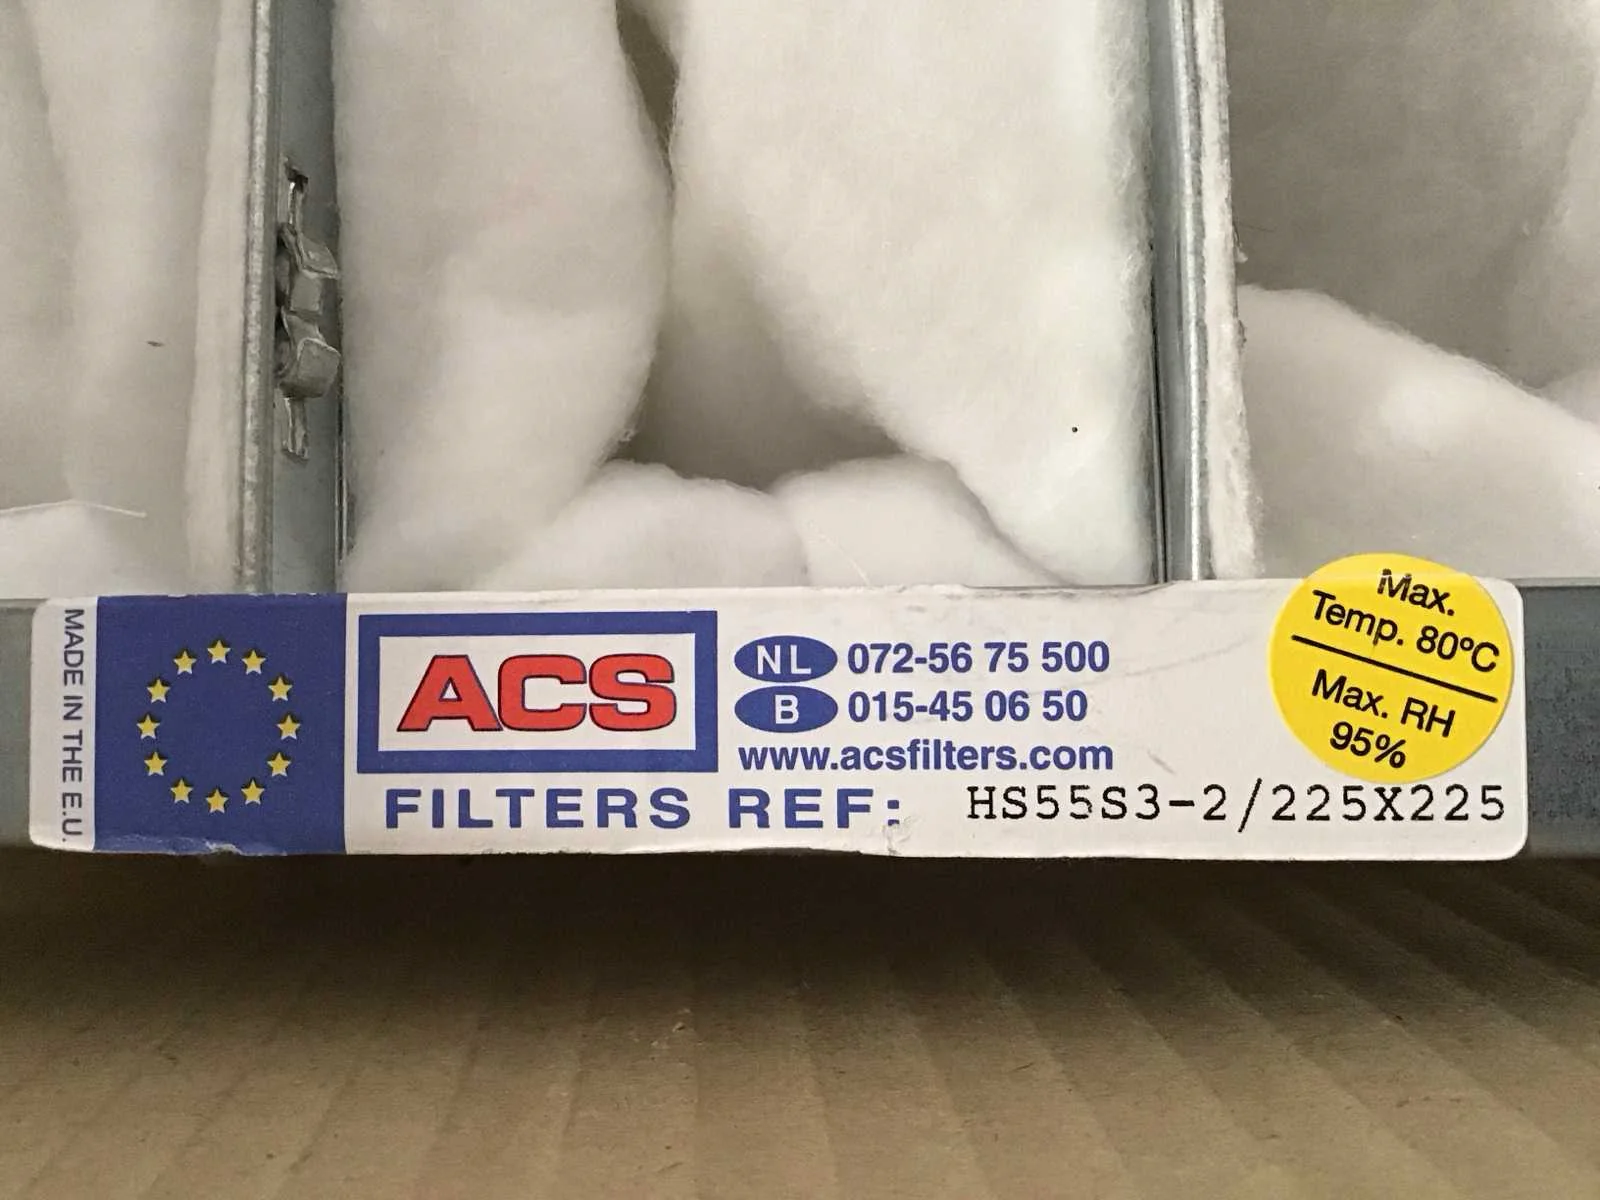 MADE IN THE E.U.
ACS
NL 072-56 75 500
B 015-45 06 50
www.acsfilters.com
FILTERS REF: HS55S3-2/225X225
Max.
Temp. 80ºC
Max. RH
95%